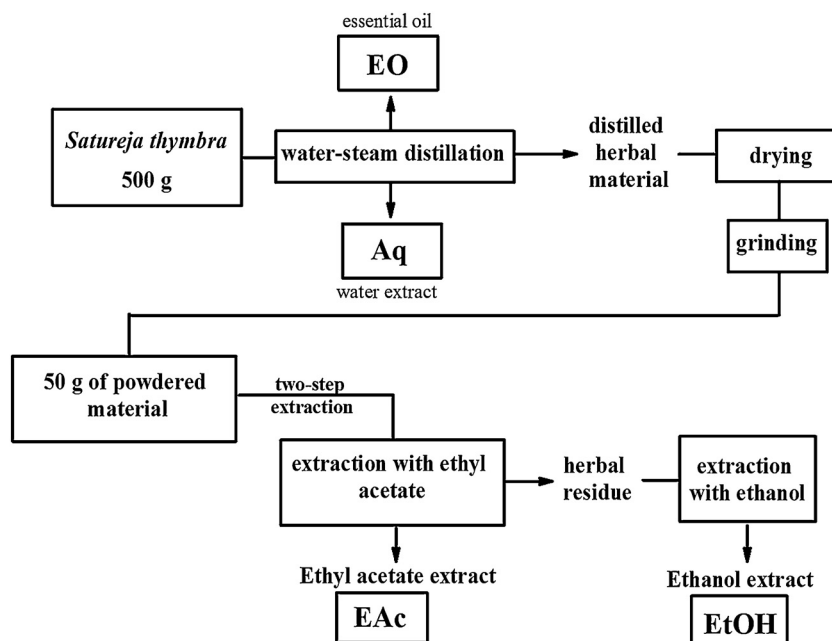 essential oil
EO
Satureja thymbra
500 g
water-steam distillation
distilled
herbal
material
drying
grinding
Aq
water extract
50 g of powdered
material
two-step
extraction
extraction with ethyl
acetate
herbal
residue
extraction
with ethanol
Ethyl acetate extract
EAc
Ethanol extract
EtOH